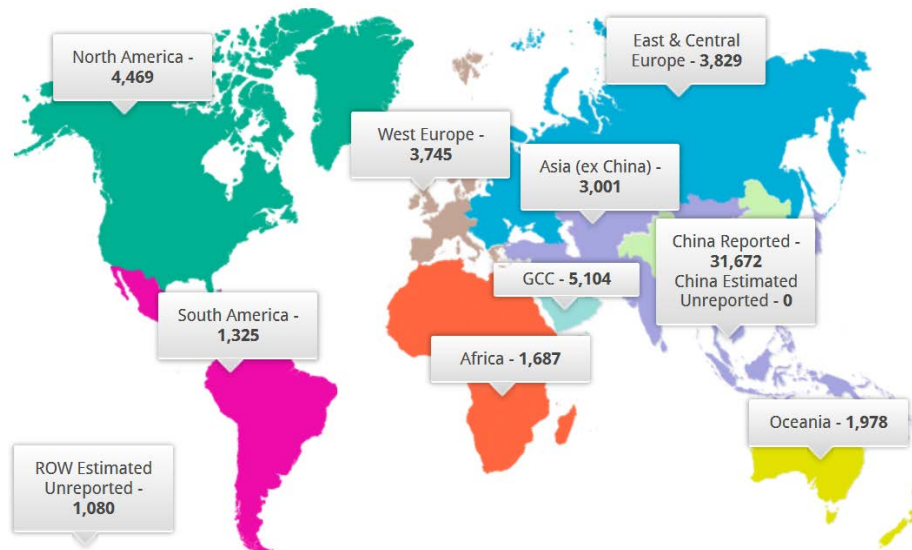 North America -
4,469
East & Central
Europe - 3,829
West Europe -
3,745
Asia (ex China) -
3,001
China Reported -
31,672
China Estimated
Unreported - 0
GCC - 5,104
South America -
1,325
Africa - 1,687
Oceania - 1,978
ROW Estimated
Unreported -
1,080